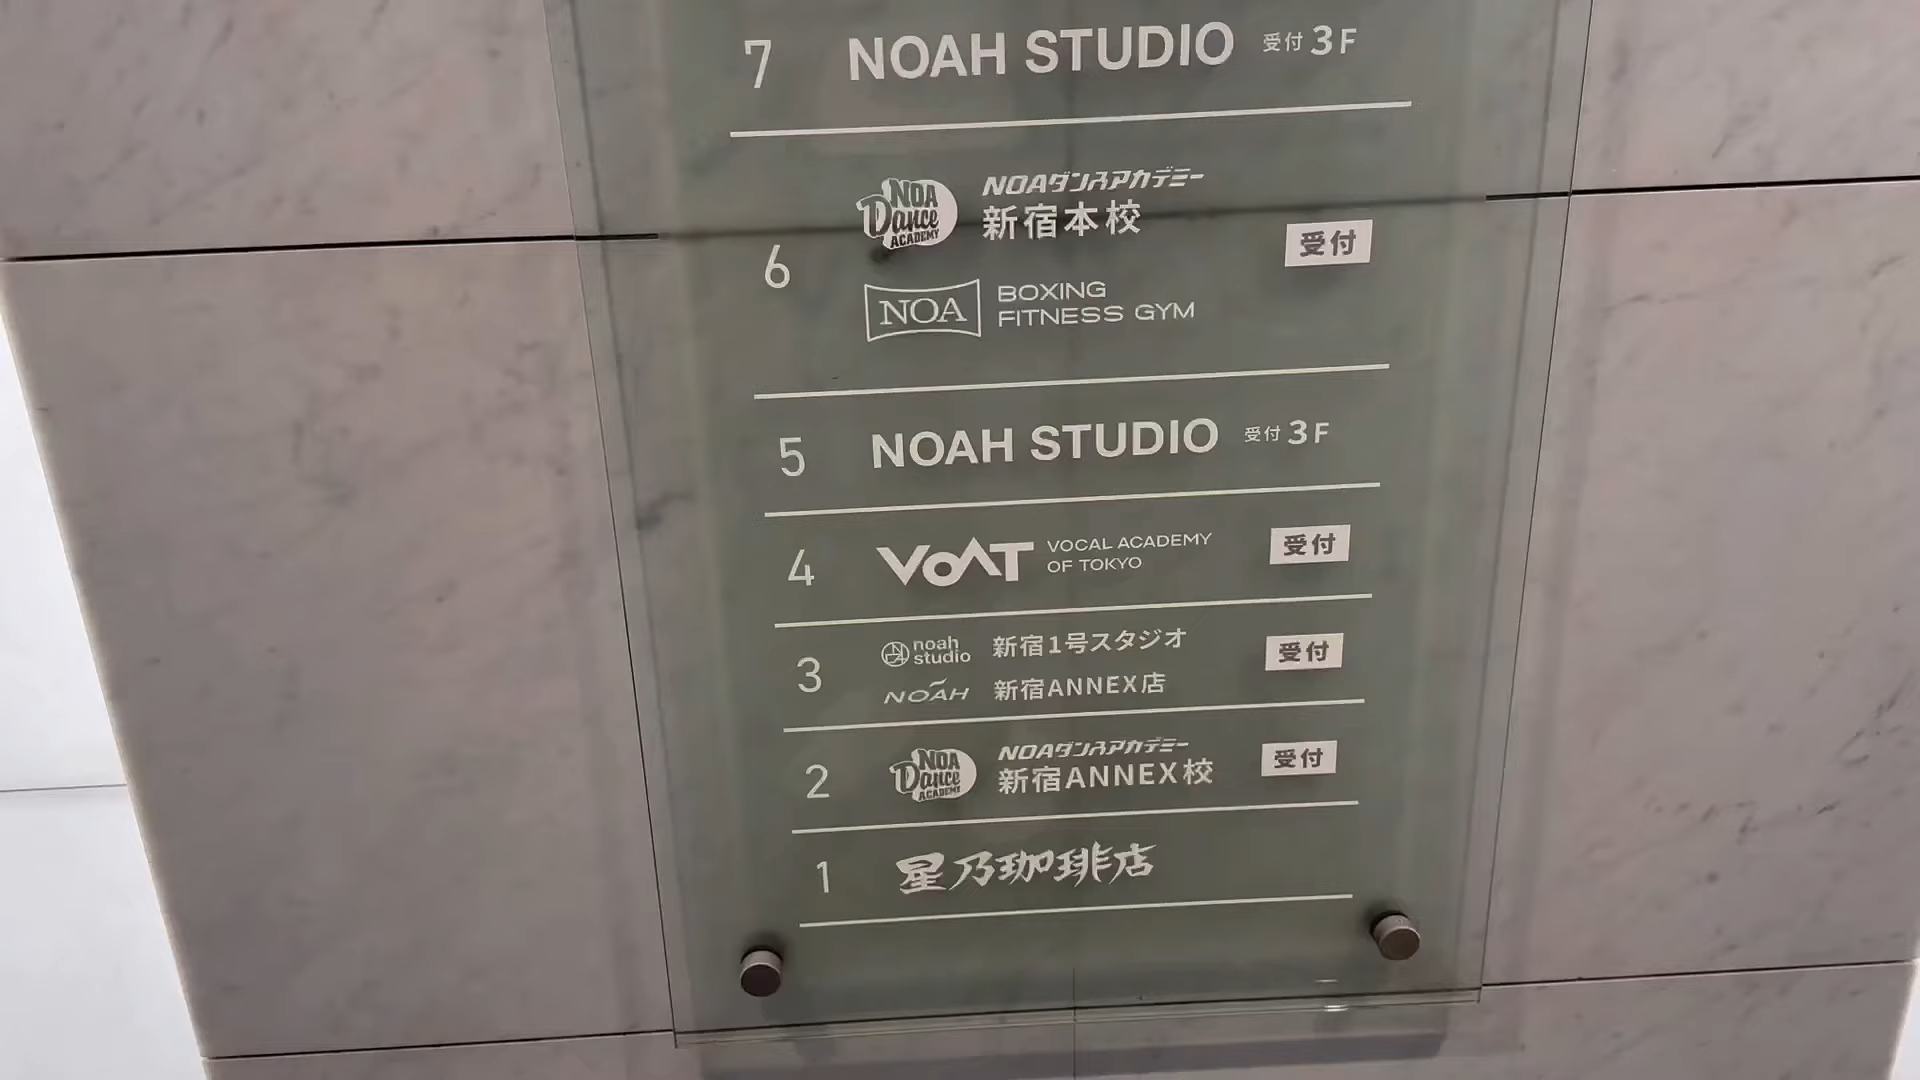 7 NOAH STUDIO 受付3F
NOA Dance ACADEMY NOAダンスアカデミー
新宿本校
6 受付
NOA BOXING
FITNESS GYM
5 NOAH STUDIO 受付3F
4 VOAT VOCAL ACADEMY
OF TOKYO 受付
3 noah studio 新宿1号スタジオ 受付
NOAH 新宿ANNEX店
2 NOA Dance ACADEMY NOAダンスアカデミー
新宿ANNEX校 受付
1 星乃珈琲店